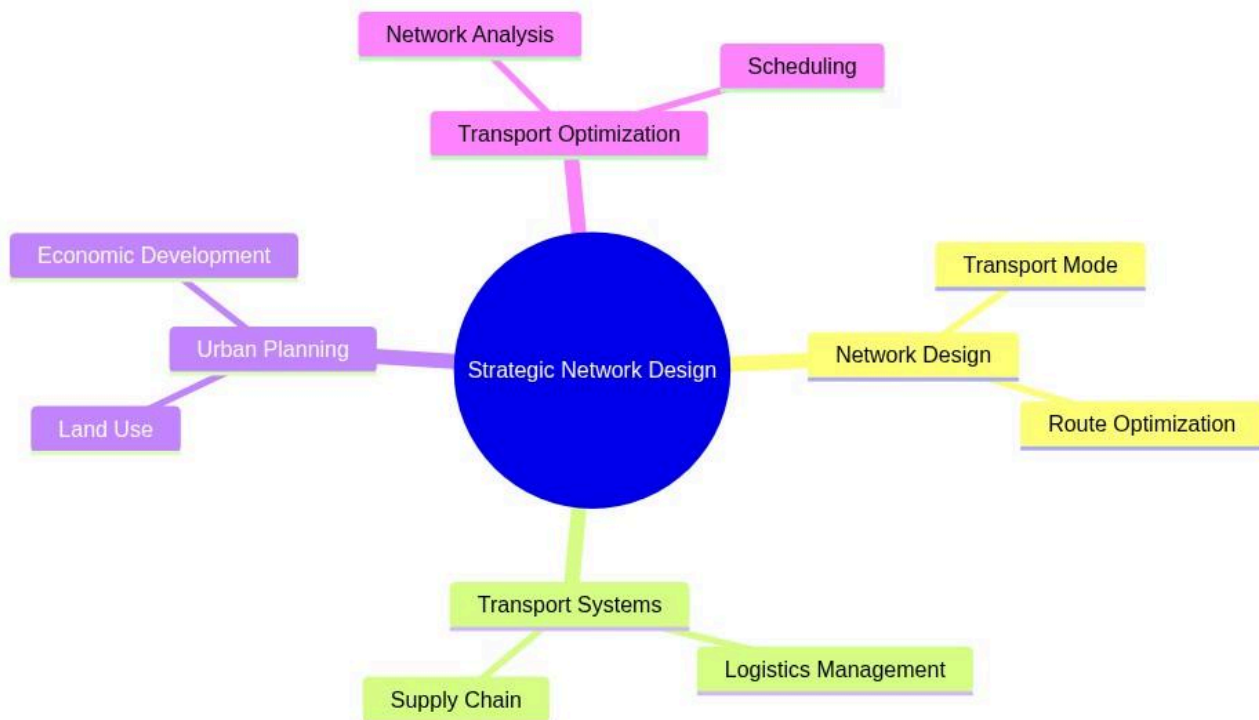 Network Analysis
Scheduling
Transport Optimization
Economic Development
Transport Mode
Urban Planning
Network Design
Strategic Network Design
Land Use
Route Optimization
Transport Systems
Logistics Management
Supply Chain